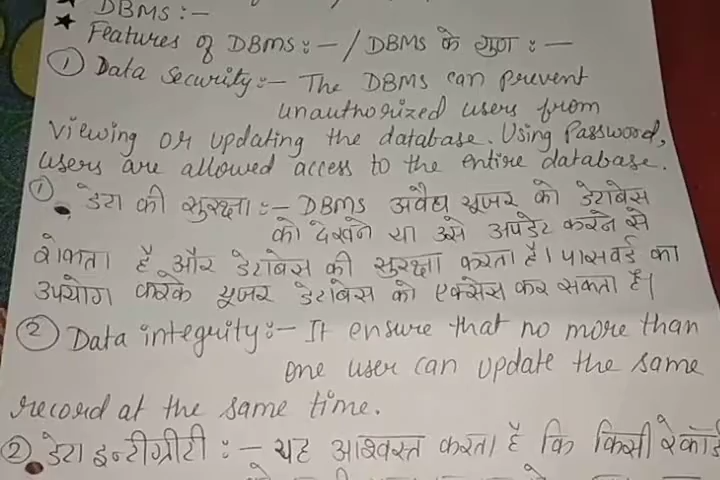 ★ DBMS :-
★ Features of DBMS :- / DBMS के गुण : -
① Data Security :- The DBMS can prevent
unauthorized users from
viewing or updating the database. Using Password,
users are allowed access to the entire database.
① डेटा की सुरक्षा :- DBMS अवैध यूजर को डेटाबेस
को देखने या उसे अपडेट करने से
रोकता है और डेटाबेस की सुरक्षा करता है। पासवर्ड का
उपयोग करके यूजर डेटाबेस को एक्सेस कर सकता है।
② Data integrity :- It ensure that no more than
one user can update the same
record at the same time.
② डेटा इन्टीग्रीटी : - यह आश्वस्त करता है कि किसी रेकॉर्ड